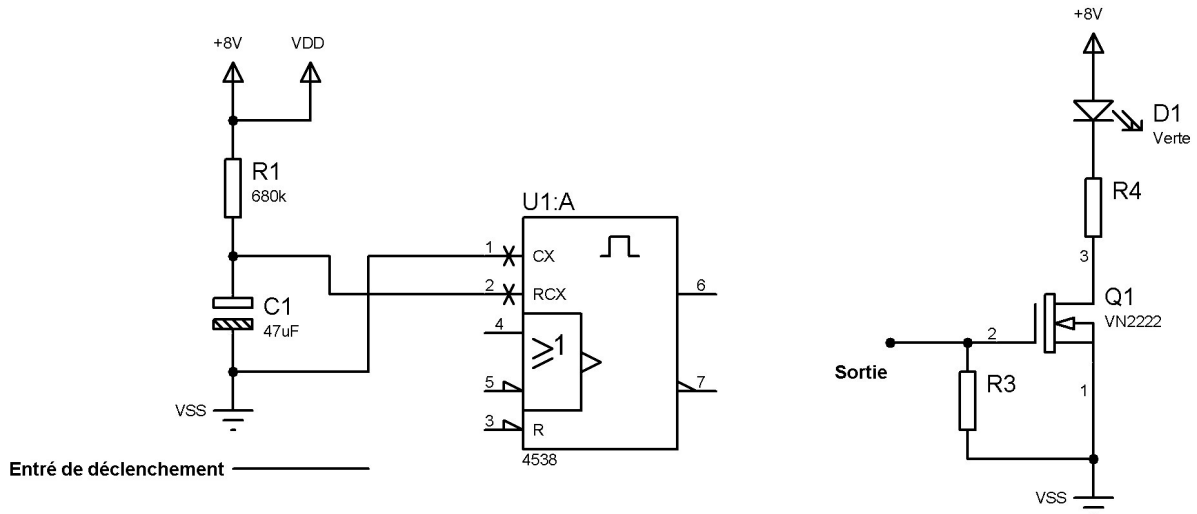 +8V
VDD
R1
680k
C1
47uF
VSS
Entré de déclenchement
U1:A
1
CX
2
RCX
4
≥1
5
3
R
6
7
4538
+8V
D1
Verte
R4
3
Q1
VN2222
2
Sortie
R3
1
VSS